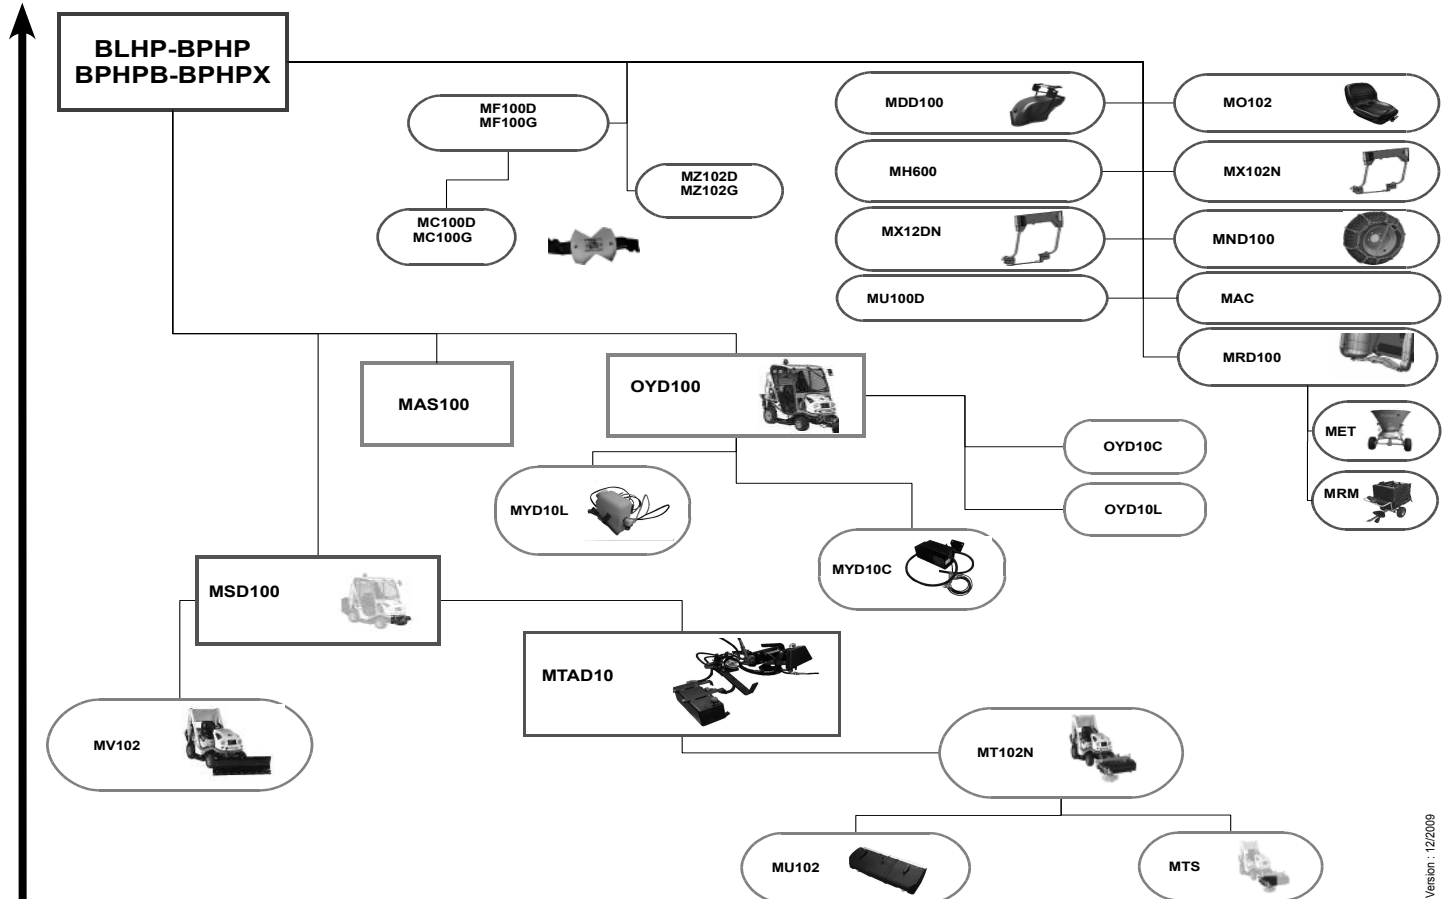 BLHP-BPHP
BPHPB-BPHPX
MF100D
MF100G
MZ102D
MZ102G
MC100D
MC100G
MDD100
MO102
MH600
MX102N
MX12DN
MND100
MU100D
MAC
MRD100
MAS100
OYD100
MET
OYD10C
MRM
MYD10L
OYD10L
MYD10C
MSD100
MTAD10
MV102
MT102N
MU102
MTS
Version : 12/2009